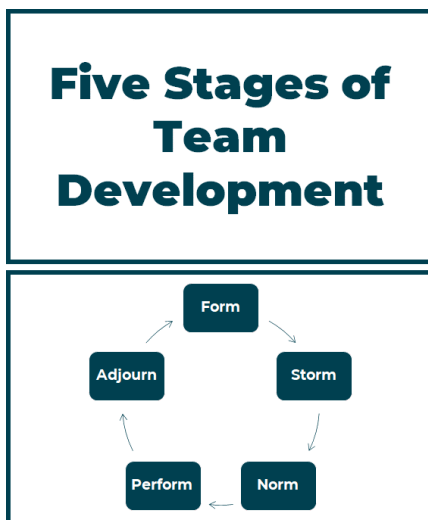 Five Stages of
Team
Development
Form
Storm
Norm
Perform
Adjourn